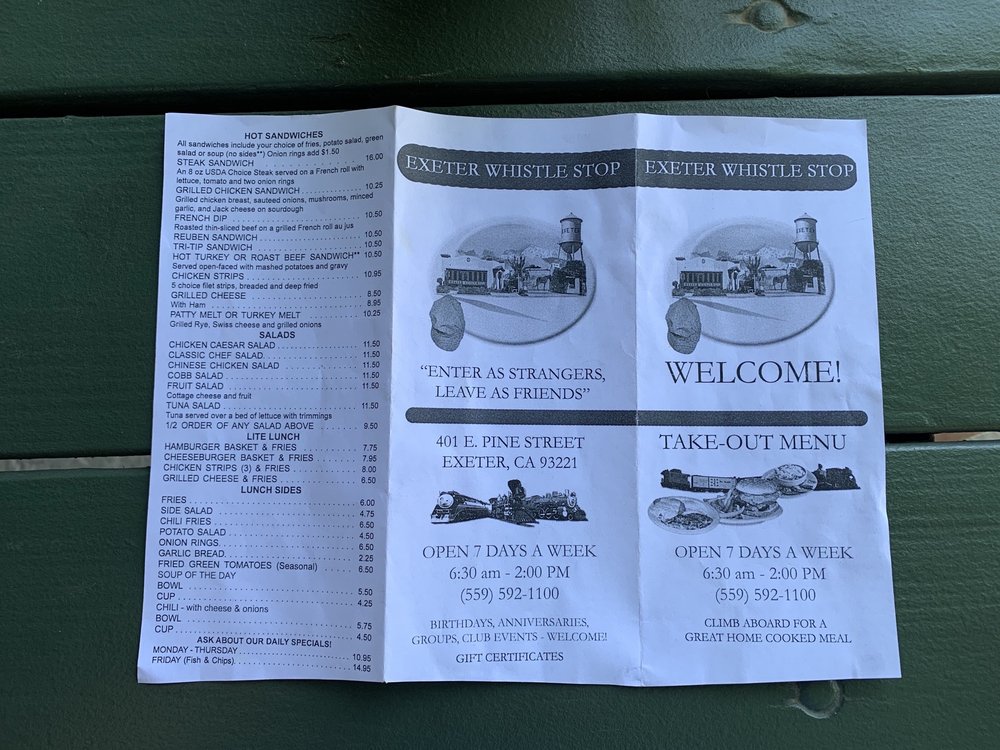 HOT SANDWICHES
All sandwiches include your choice of fries, potato salad, green
salad or soup (no sides**) Onion rings add $1.50
STEAK SANDWICH . . . . . . . . . . . . . . . . . . . 16.00
An 8 oz USDA Choice Steak served on a French roll with
lettuce, tomato and two onion rings
GRILLED CHICKEN SANDWICH . . . . . . . . . . . . 10.25
Grilled chicken breast, sauteed onions, mushrooms, minced
garlic, and Jack cheese on sourdough
FRENCH DIP . . . . . . . . . . . . . . . . . . . . . 10.50
Roasted thin-sliced beef on a grilled French roll au jus
REUBEN SANDWICH . . . . . . . . . . . . . . . . . . 10.50
TRI-TIP SANDWICH . . . . . . . . . . . . . . . . . . 10.50
HOT TURKEY OR ROAST BEEF SANDWICH** 10.50
Served open-faced with mashed potatoes and gravy
CHICKEN STRIPS . . . . . . . . . . . . . . . . . . . 10.95
5 choice filet strips, breaded and deep fried
GRILLED CHEESE . . . . . . . . . . . . . . . . . . . 8.50
With Ham . . . . . . . . . . . . . . . . . . . . . . 8.95
PATTY MELT OR TURKEY MELT . . . . . . . . . . . 10.25
Grilled Rye, Swiss cheese and grilled onions
SALADS
CHICKEN CAESAR SALAD . . . . . . . . . . . . . . . 11.50
CLASSIC CHEF SALAD. . . . . . . . . . . . . . . . . 11.50
CHINESE CHICKEN SALAD . . . . . . . . . . . . . . 11.50
COBB SALAD . . . . . . . . . . . . . . . . . . . . . 11.50
FRUIT SALAD . . . . . . . . . . . . . . . . . . . . . 11.50
Cottage cheese and fruit
TUNA SALAD . . . . . . . . . . . . . . . . . . . . . 11.50
Tuna served over a bed of lettuce with trimmings
1/2 ORDER OF ANY SALAD ABOVE . . . . . . . 9.50
LITE LUNCH
HAMBURGER BASKET & FRIES . . . . . . . . . . . 7.75
CHEESEBURGER BASKET & FRIES . . . . . . . . . 7.95
CHICKEN STRIPS (3) & FRIES . . . . . . . . . . . 8.00
GRILLED CHEESE & FRIES . . . . . . . . . . . . . 6.50
LUNCH SIDES
FRIES . . . . . . . . . . . . . . . . . . . . . . . . 6.00
SIDE SALAD . . . . . . . . . . . . . . . . . . . . . 4.75
CHILI FRIES . . . . . . . . . . . . . . . . . . . . . 6.50
POTATO SALAD . . . . . . . . . . . . . . . . . . . . 4.50
ONION RINGS. . . . . . . . . . . . . . . . . . . . . 6.50
GARLIC BREAD. . . . . . . . . . . . . . . . . . . . 2.25
FRIED GREEN TOMATOES (Seasonal) . . . . . . 6.50
SOUP OF THE DAY
BOWL . . . . . . . . . . . . . . . . . . . . . . . . 5.50
CUP . . . . . . . . . . . . . . . . . . . . . . . . . 4.25
CHILI - with cheese & onions
BOWL . . . . . . . . . . . . . . . . . . . . . . . . 5.75
CUP . . . . . . . . . . . . . . . . . . . . . . . . . 4.50
ASK ABOUT OUR DAILY SPECIALS!
MONDAY - THURSDAY . . . . . . . . . . . . . . . . 10.95
FRIDAY (Fish & Chips). . . . . . . . . . . . . . . . 14.95
EXETER WHISTLE STOP
"ENTER AS STRANGERS,
LEAVE AS FRIENDS"
401 E. PINE STREET
EXETER, CA 93221
OPEN 7 DAYS A WEEK
6:30 am - 2:00 PM
(559) 592-1100
BIRTHDAYS, ANNIVERSARIES,
GROUPS, CLUB EVENTS - WELCOME!
GIFT CERTIFICATES
EXETER WHISTLE STOP
WELCOME!
TAKE-OUT MENU
OPEN 7 DAYS A WEEK
6:30 am - 2:00 PM
(559) 592-1100
CLIMB ABOARD FOR A
GREAT HOME COOKED MEAL